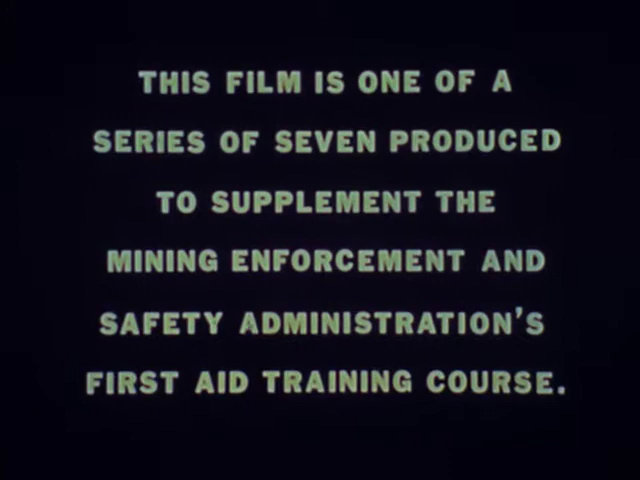 THIS FILM IS ONE OF A
SERIES OF SEVEN PRODUCED
TO SUPPLEMENT THE
MINING ENFORCEMENT AND
SAFETY ADMINISTRATION'S
FIRST AID TRAINING COURSE.